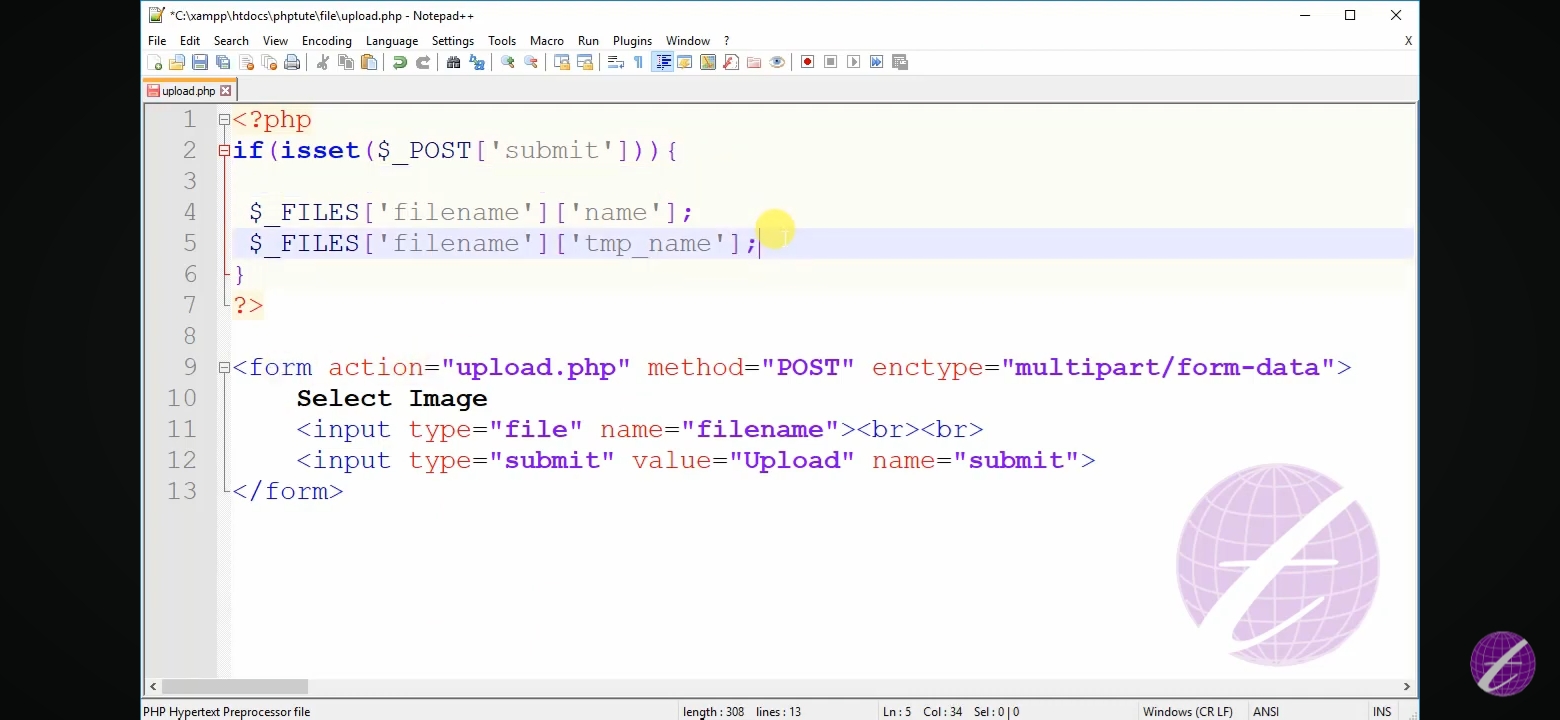 *C:\xampp\htdocs\phptute\file\upload.php - Notepad++
File Edit Search View Encoding Language Settings Tools Macro Run Plugins Window ? X
upload.php
1 <?php
2 if(isset($_POST['submit'])){
3
4 $_FILES['filename']['name'];
5 $_FILES['filename']['tmp_name'];
6 }
7 ?>
8
9 <form action="upload.php" method="POST" enctype="multipart/form-data">
10 Select Image
11 <input type="file" name="filename"><br><br>
12 <input type="submit" value="Upload" name="submit">
13 </form>
PHP Hypertext Preprocessor file length : 308 lines : 13 Ln : 5 Col : 34 Sel : 0 | 0 Windows (CR LF) ANSI INS